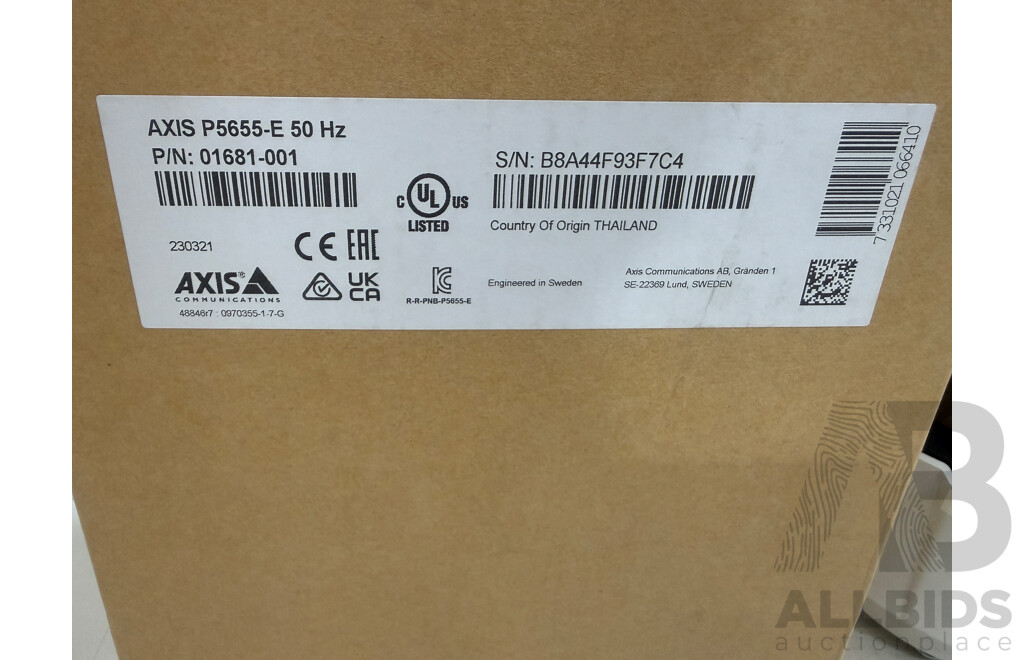 AXIS P5655-E 50 Hz
P/N: 01681-001
S/N: B8A44F93F7C4
C UL US
LISTED
Country Of Origin THAILAND
7 331021 066410
230321
CE EAC
AXIS
COMMUNICATIONS
UK
CA
R-R-PNB-P5655-E
Engineered in Sweden
Axis Communications AB, Gränden 1
SE-22369 Lund, SWEDEN
48846r7 : 0970355-1-7-G
AB
ALLBIDS
auctionplace